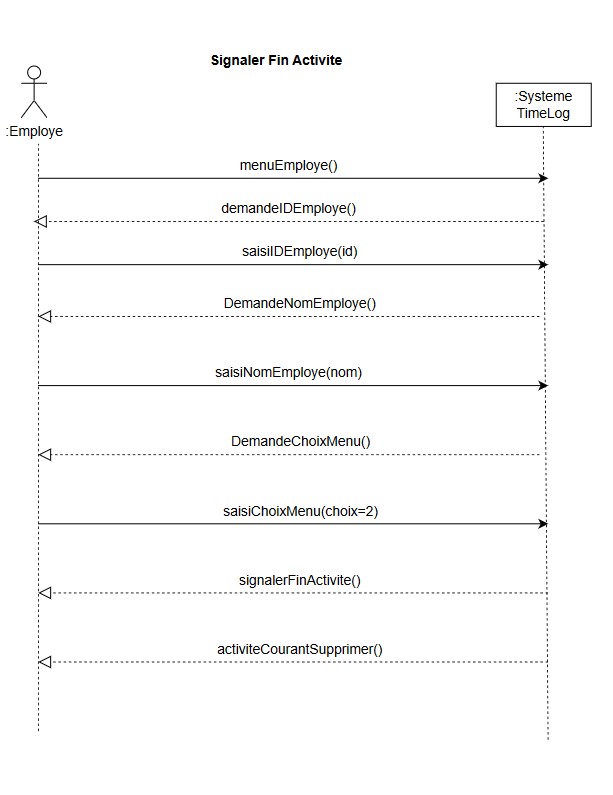 Signaler Fin Activite
:Systeme
TimeLog
:Employe
menuEmploye()
demandeIDEmploye()
saisiIDEmploye(id)
DemandeNomEmploye()
saisiNomEmploye(nom)
DemandeChoixMenu()
saisiChoixMenu(choix=2)
signalerFinActivite()
activiteCourantSupprimer()